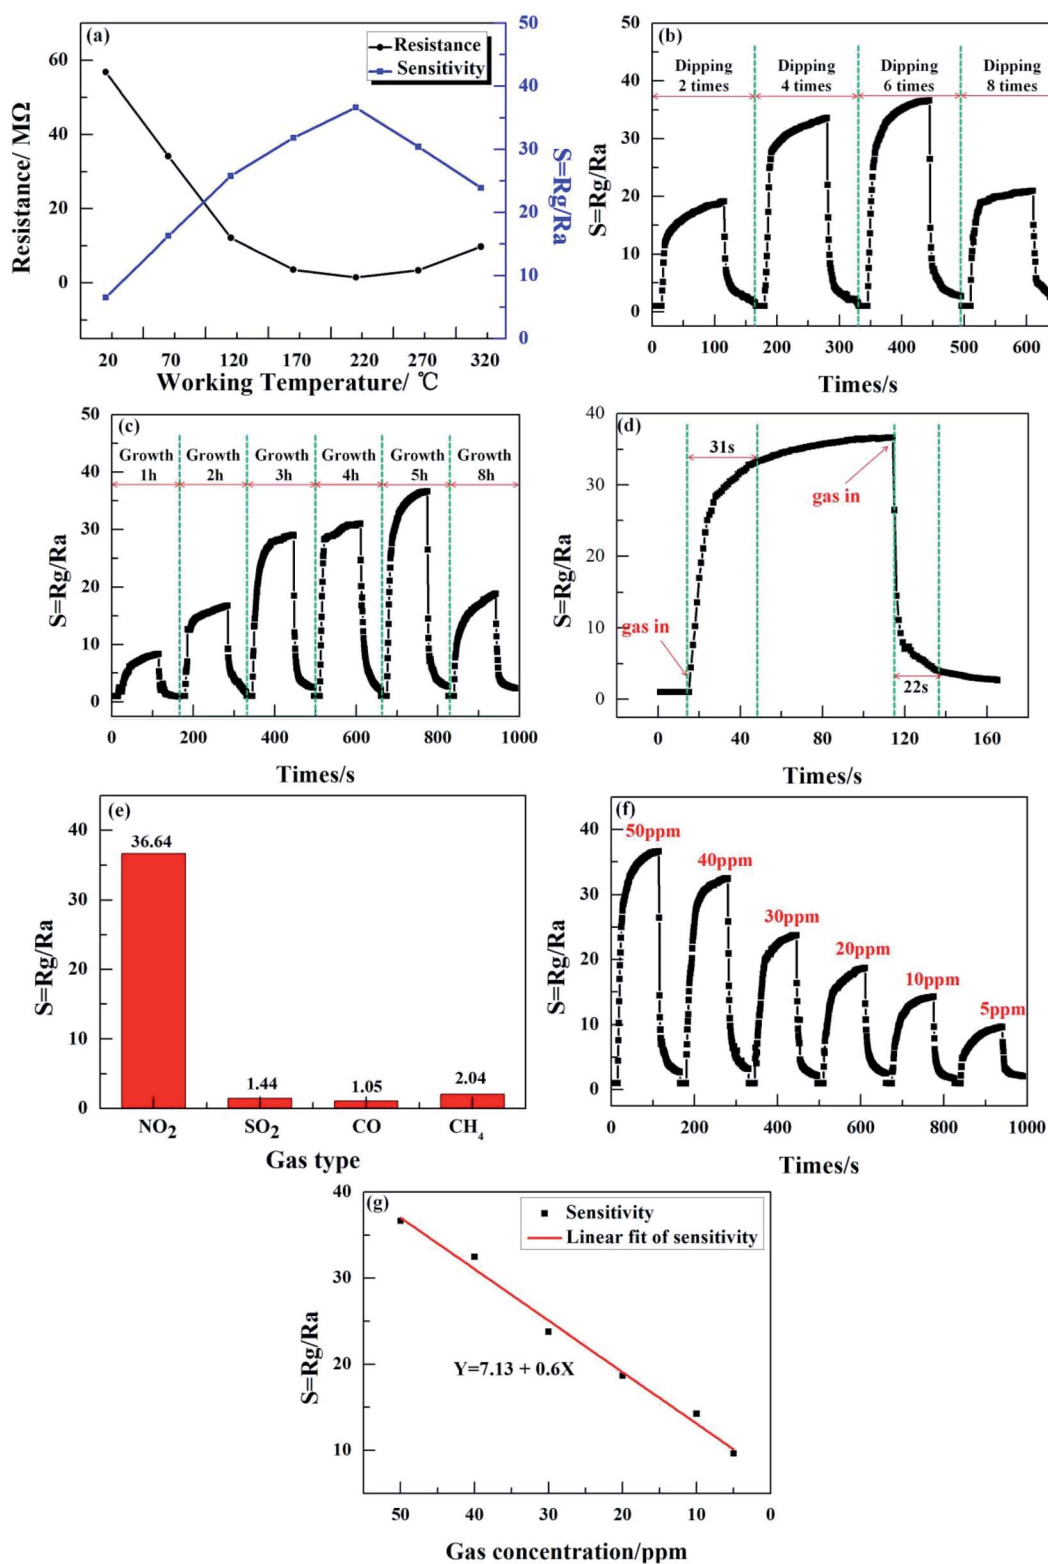 (a)
Resistance
Sensitivity
60
40
20
0
Resistance/ MΩ
50
40
30
20
10
0
S=Rg/Ra
20 70 120 170 220 270 320
Working Temperature/ ℃
(b)
Dipping 2 times
Dipping 4 times
Dipping 6 times
Dipping 8 times
50
40
30
20
10
0
S=Rg/Ra
0 100 200 300 400 500 600
Times/s
(c)
Growth 1h
Growth 2h
Growth 3h
Growth 4h
Growth 5h
Growth 8h
50
40
30
20
10
0
S=Rg/Ra
0 200 400 600 800 1000
Times/s
(d)
31s
gas in
gas in
22s
40
30
20
10
0
S=Rg/Ra
0 40 80 120 160
Times/s
(e)
36.64
1.44
1.05
2.04
40
30
20
10
0
S=Rg/Ra
NO2 SO2 CO CH4
Gas type
(f)
50ppm
40ppm
30ppm
20ppm
10ppm
5ppm
40
30
20
10
0
S=Rg/Ra
0 200 400 600 800 1000
Times/s
(g)
Sensitivity
Linear fit of sensitivity
Y=7.13 + 0.6X
40
30
20
10
S=Rg/Ra
50 40 30 20 10 0
Gas concentration/ppm